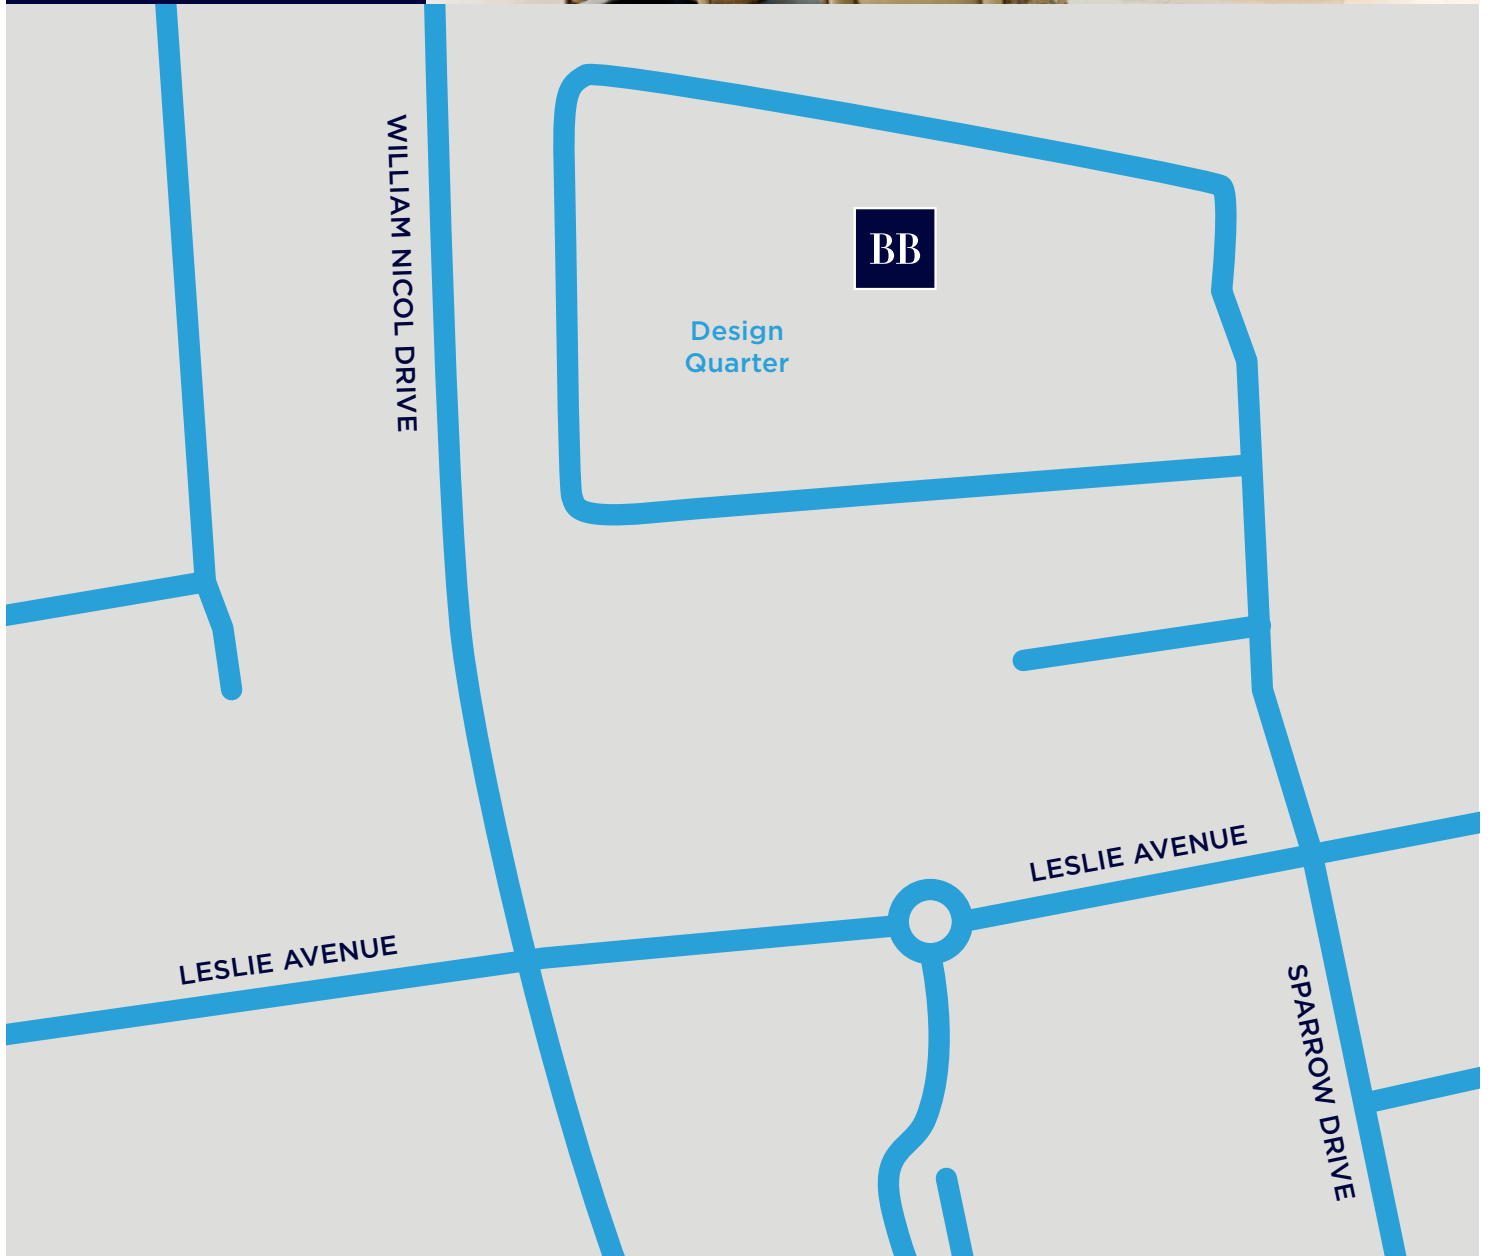 WILLIAM NICOL DRIVE
BB
Design
Quarter
LESLIE AVENUE
LESLIE AVENUE
SPARROW DRIVE